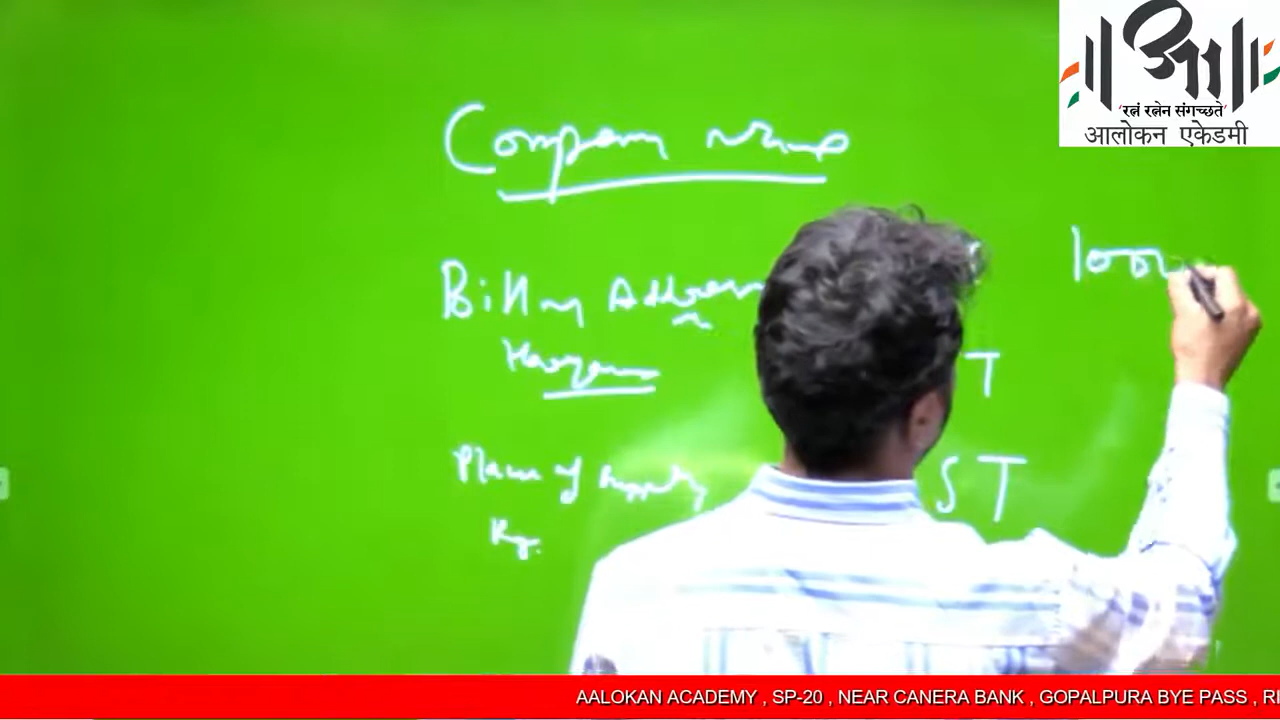 Company Name
Billing Address
Haryana
T
Place of supply
ST
Raj.
1000
अा
'रत्नं रत्नेन संगच्छते'
आलोकन एकेडमी
AALOKAN ACADEMY , SP-20 , NEAR CANERA BANK , GOPALPURA BYE PASS , RI